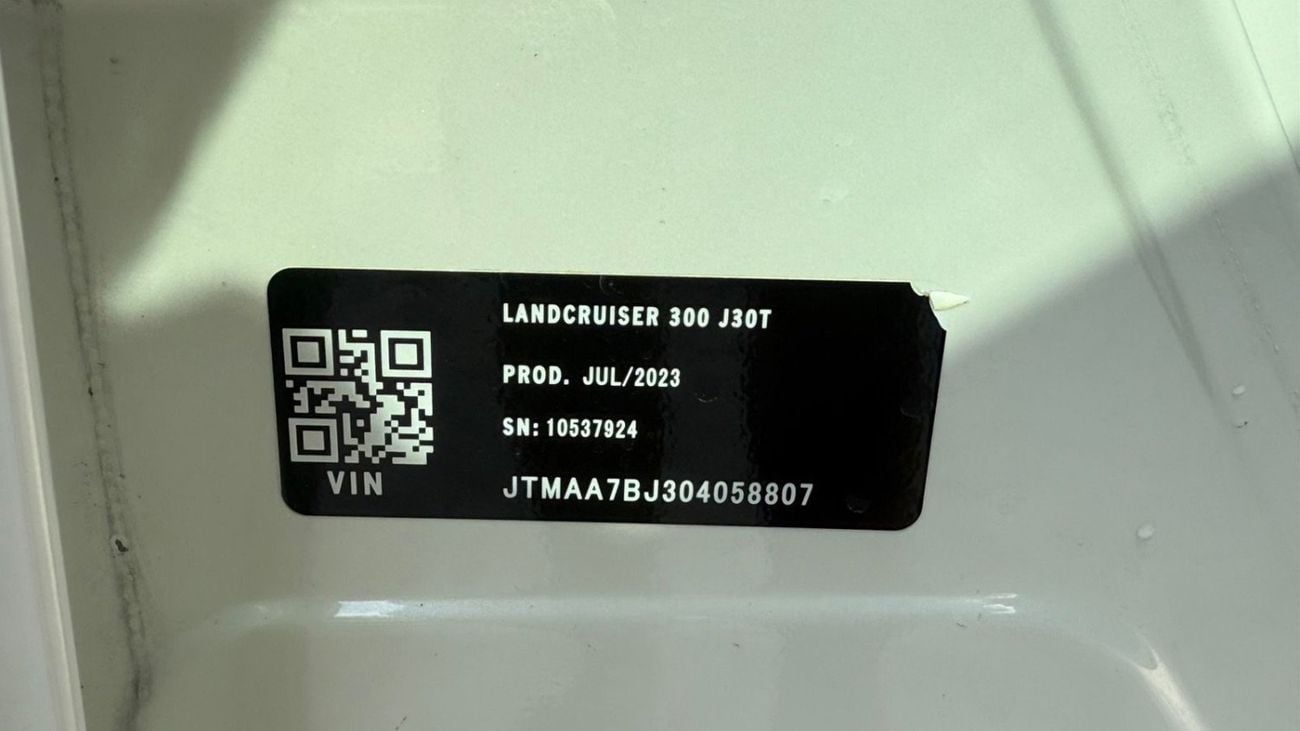 LANDCRUISER 300 J30T
PROD. JUL/2023
SN: 10537924
VIN
JTMAA7BJ304058807